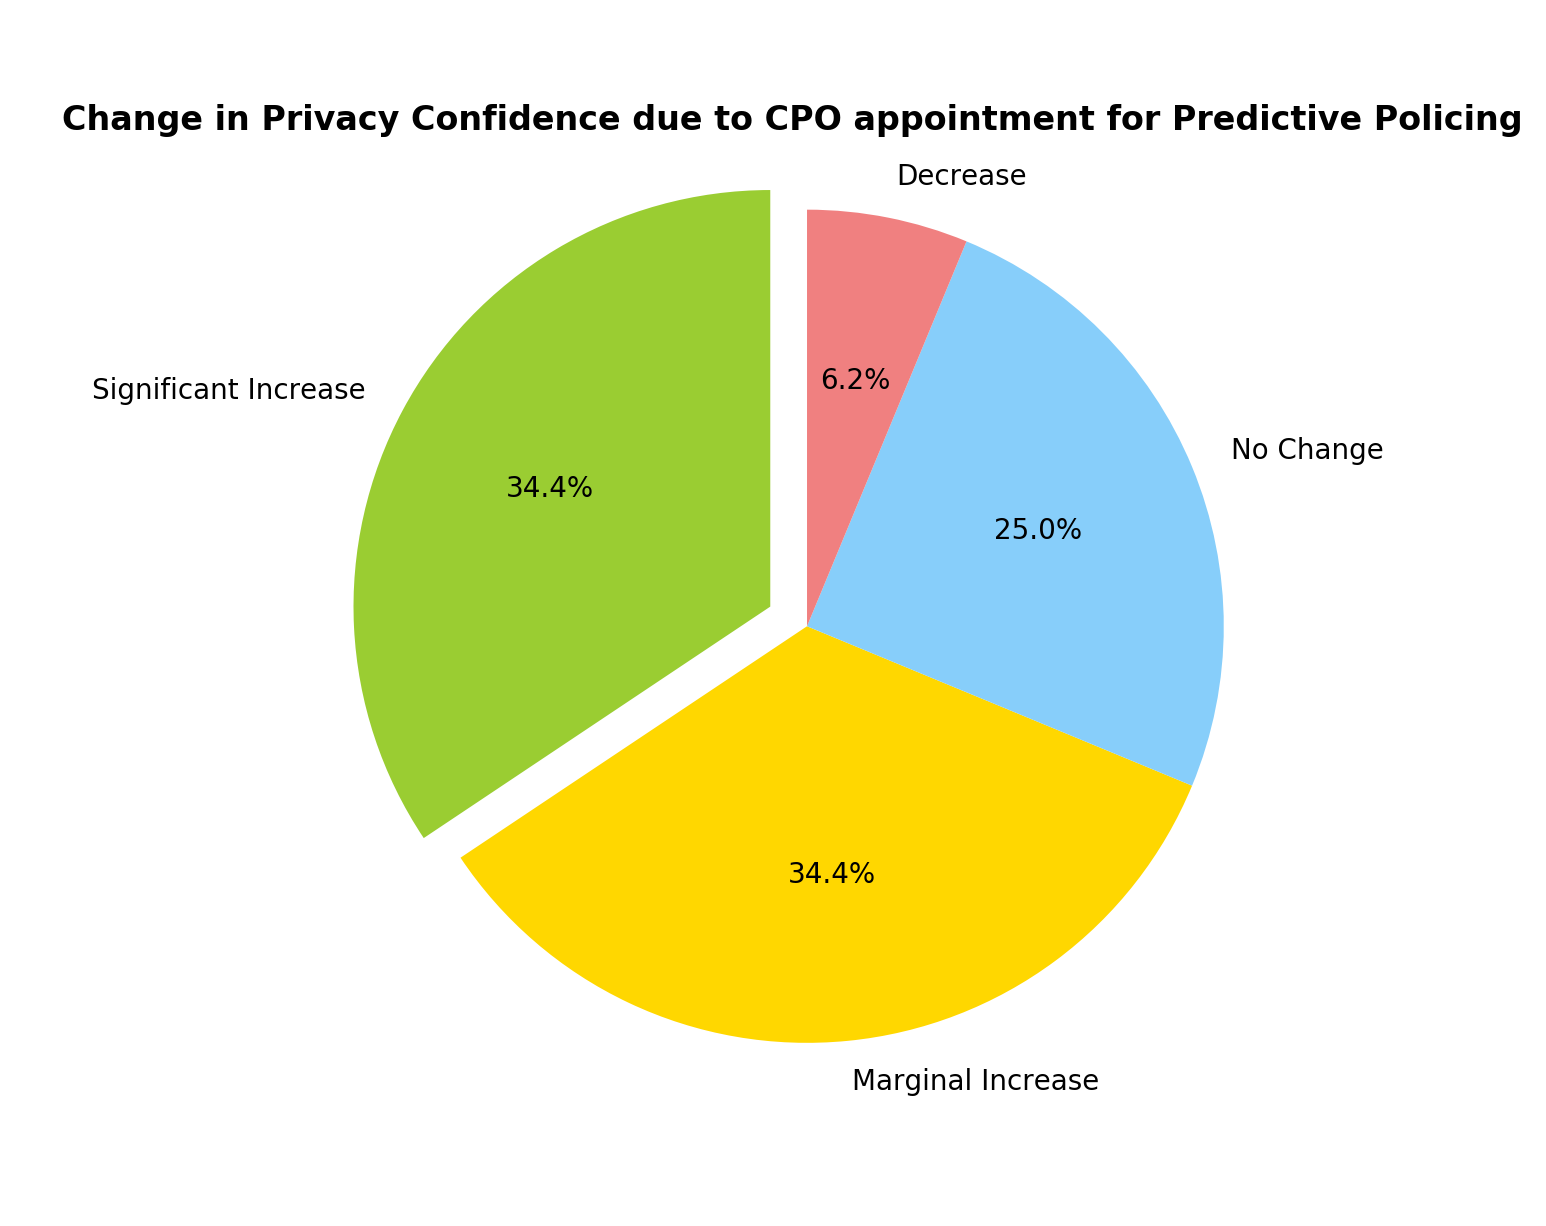 Change in Privacy Confidence due to CPO appointment for Predictive Policing
Decrease
Significant Increase
6.2%
No Change
34.4%
25.0%
34.4%
Marginal Increase